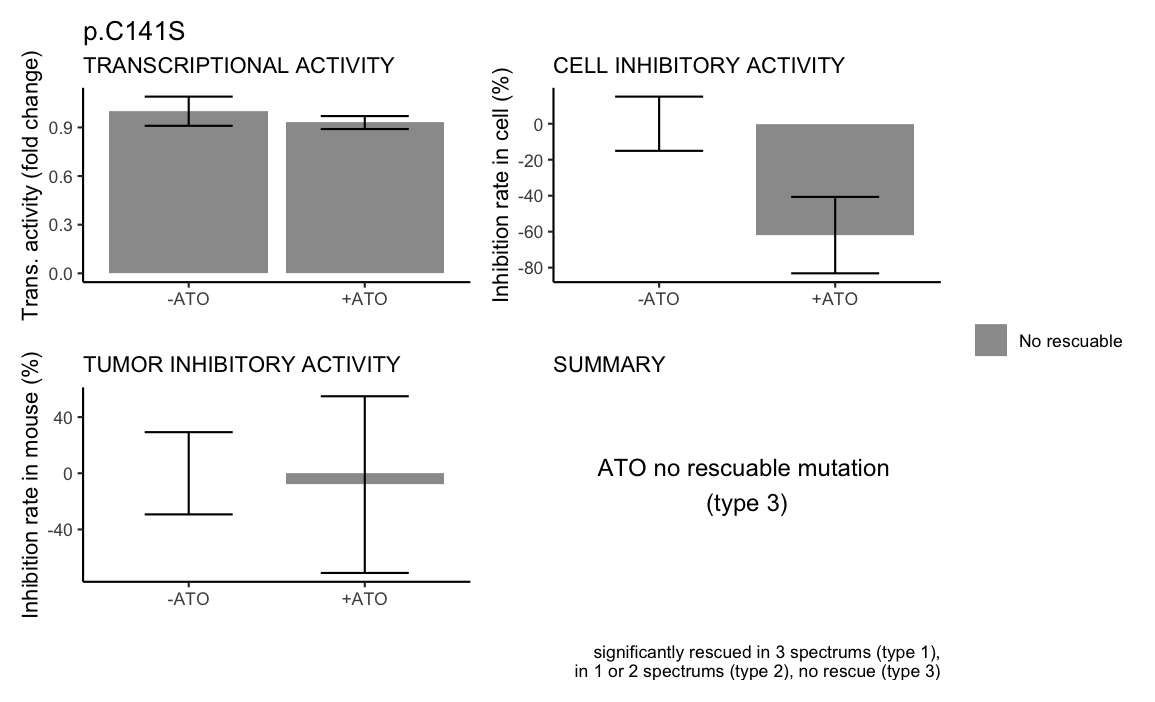 p.C141S
TRANSCRIPTIONAL ACTIVITY
Trans. activity (fold change)
0.9
0.6
0.3
0.0
-ATO
+ATO
CELL INHIBITORY ACTIVITY
Inhibition rate in cell (%)
0
-20
-40
-60
-80
-ATO
+ATO
No rescuable
TUMOR INHIBITORY ACTIVITY
Inhibition rate in mouse (%)
40
0
-40
-ATO
+ATO
SUMMARY
ATO no rescuable mutation
(type 3)
significantly rescued in 3 spectrums (type 1),
in 1 or 2 spectrums (type 2), no rescue (type 3)